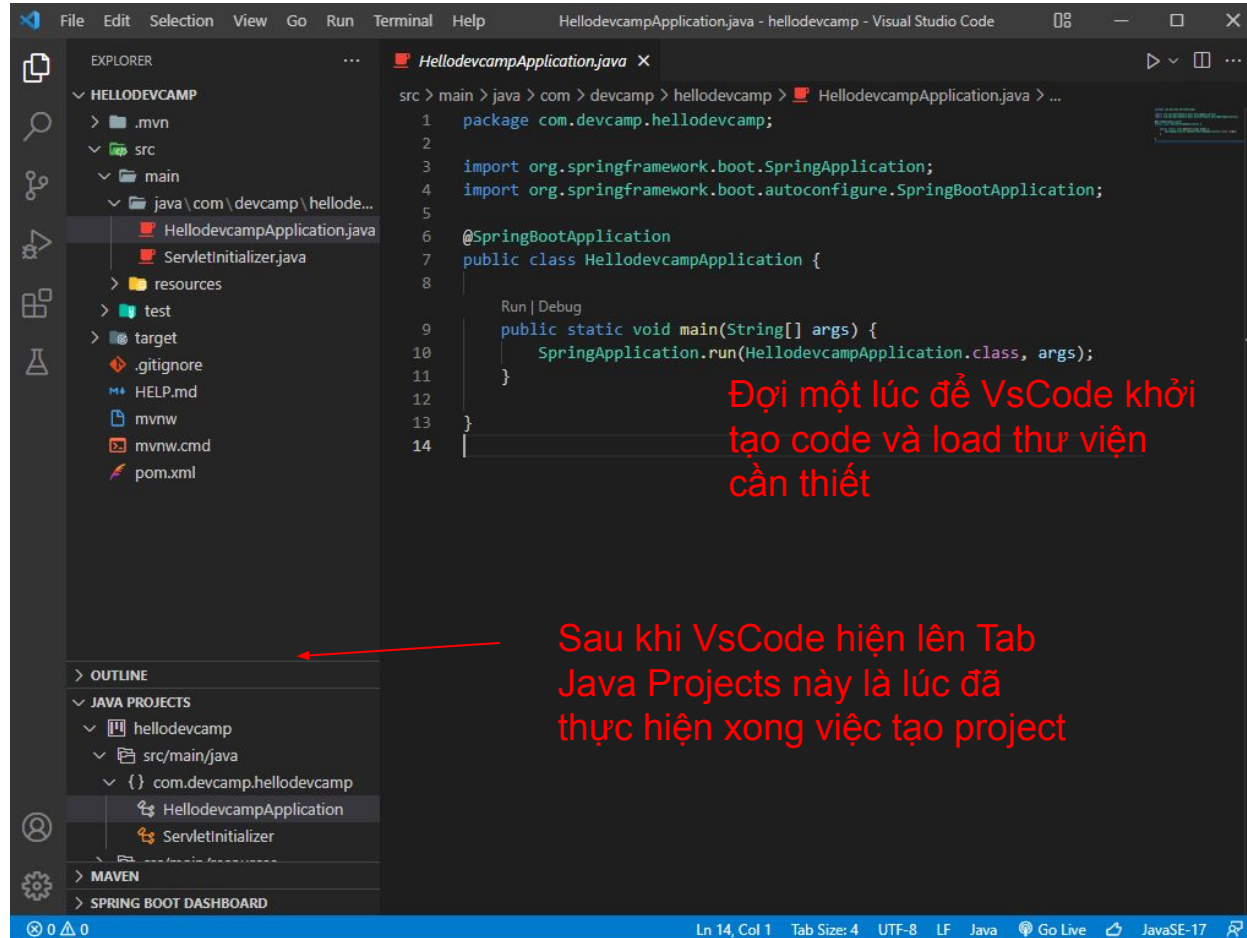 File Edit Selection View Go Run Terminal Help HellodevcampApplication.java - hellodevcamp - Visual Studio Code
EXPLORER
HELLODEVCAMP
.mvn
src
main
java\com\devcamp\hellode...
HellodevcampApplication.java
ServletInitializer.java
resources
test
target
.gitignore
HELP.md
mvnw
mvnw.cmd
pom.xml
OUTLINE
JAVA PROJECTS
hellodevcamp
src/main/java
com.devcamp.hellodevcamp
HellodevcampApplication
ServletInitializer
MAVEN
SPRING BOOT DASHBOARD
HellodevcampApplication.java
src > main > java > com > devcamp > hellodevcamp > HellodevcampApplication.java > ...
1 package com.devcamp.hellodevcamp;
2
3 import org.springframework.boot.SpringApplication;
4 import org.springframework.boot.autoconfigure.SpringBootApplication;
5
6 @SpringBootApplication
7 public class HellodevcampApplication {
8
Run | Debug
9 public static void main(String[] args) {
10 SpringApplication.run(HellodevcampApplication.class, args);
11 }
12
13 }
14
Đợi một lúc để VsCode khởi
tạo code và load thư viện
cần thiết
Sau khi VsCode hiện lên Tab
Java Projects này là lúc đã
thực hiện xong việc tạo project
0 0 Ln 14, Col 1 Tab Size: 4 UTF-8 LF Java Go Live JavaSE-17